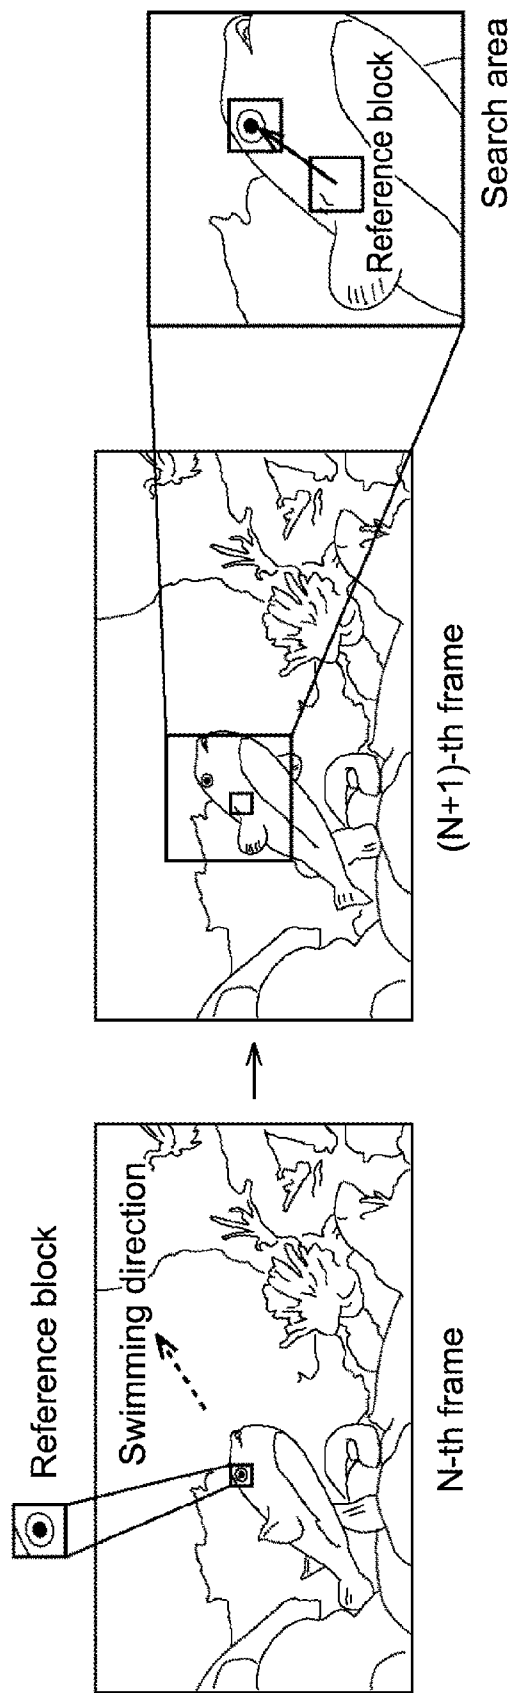 Reference block
Swimming direction
N-th frame
(N+1)-th frame
Reference block
Search area